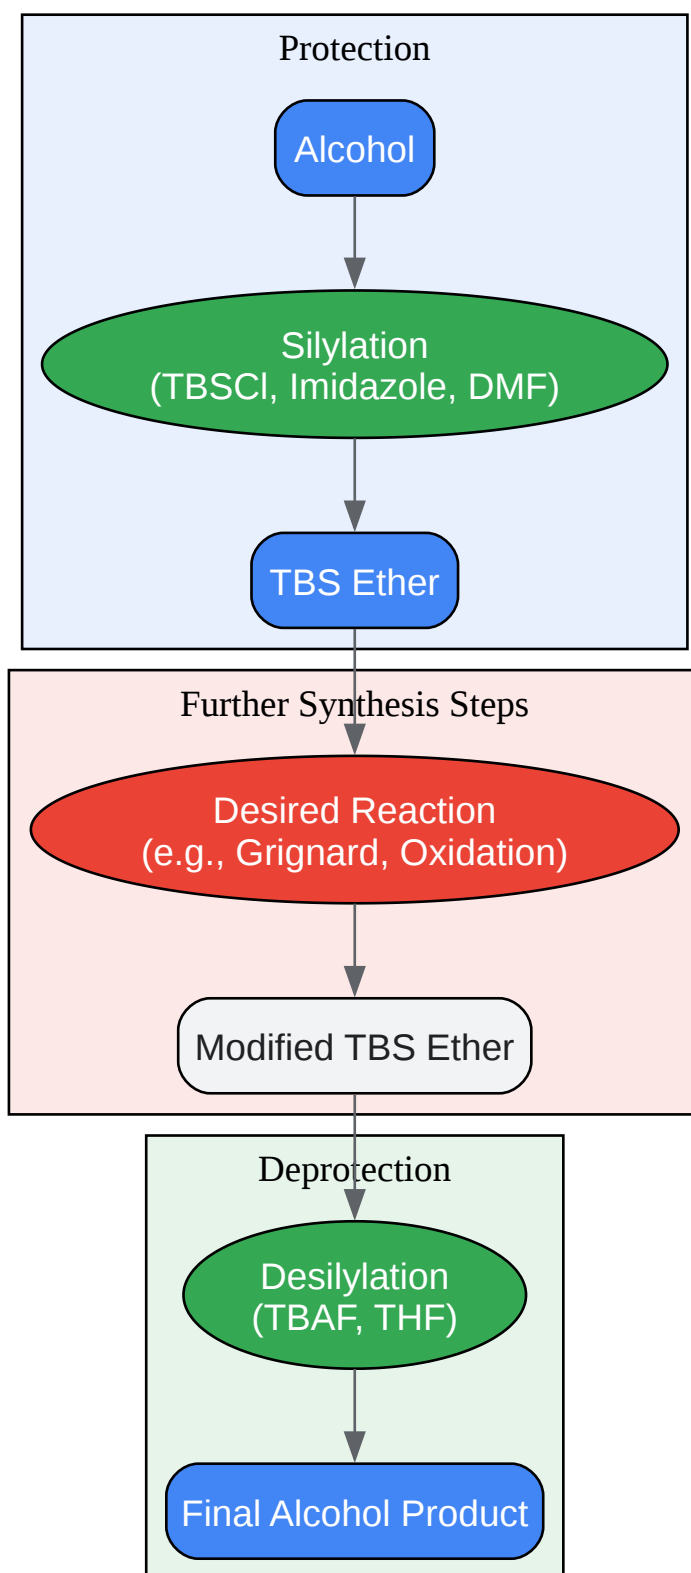 Protection
Alcohol
Silylation
(TBSCl, Imidazole, DMF)
TBS Ether
Further Synthesis Steps
Desired Reaction
(e.g., Grignard, Oxidation)
Modified TBS Ether
Deprotection
Desilylation
(TBAF, THF)
Final Alcohol Product